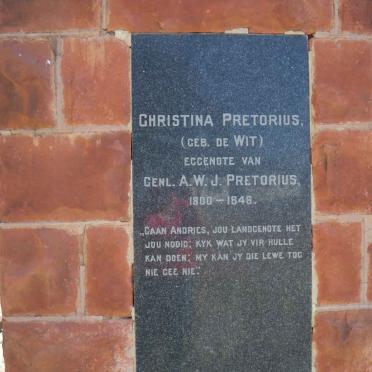 CHRISTINA PRETORIUS,
(GEB. DE WIT)
EGGENOTE VAN
GENL. A.W.J. PRETORIUS.
1800 – 1848.
„GAAN ANDRIES, JOU LANDGENOTE HET
JOU NODIG; KYK WAT JY VIR HULLE
KAN DOEN; MY KAN JY DIE LEWE TOG
NIE GEE NIE."